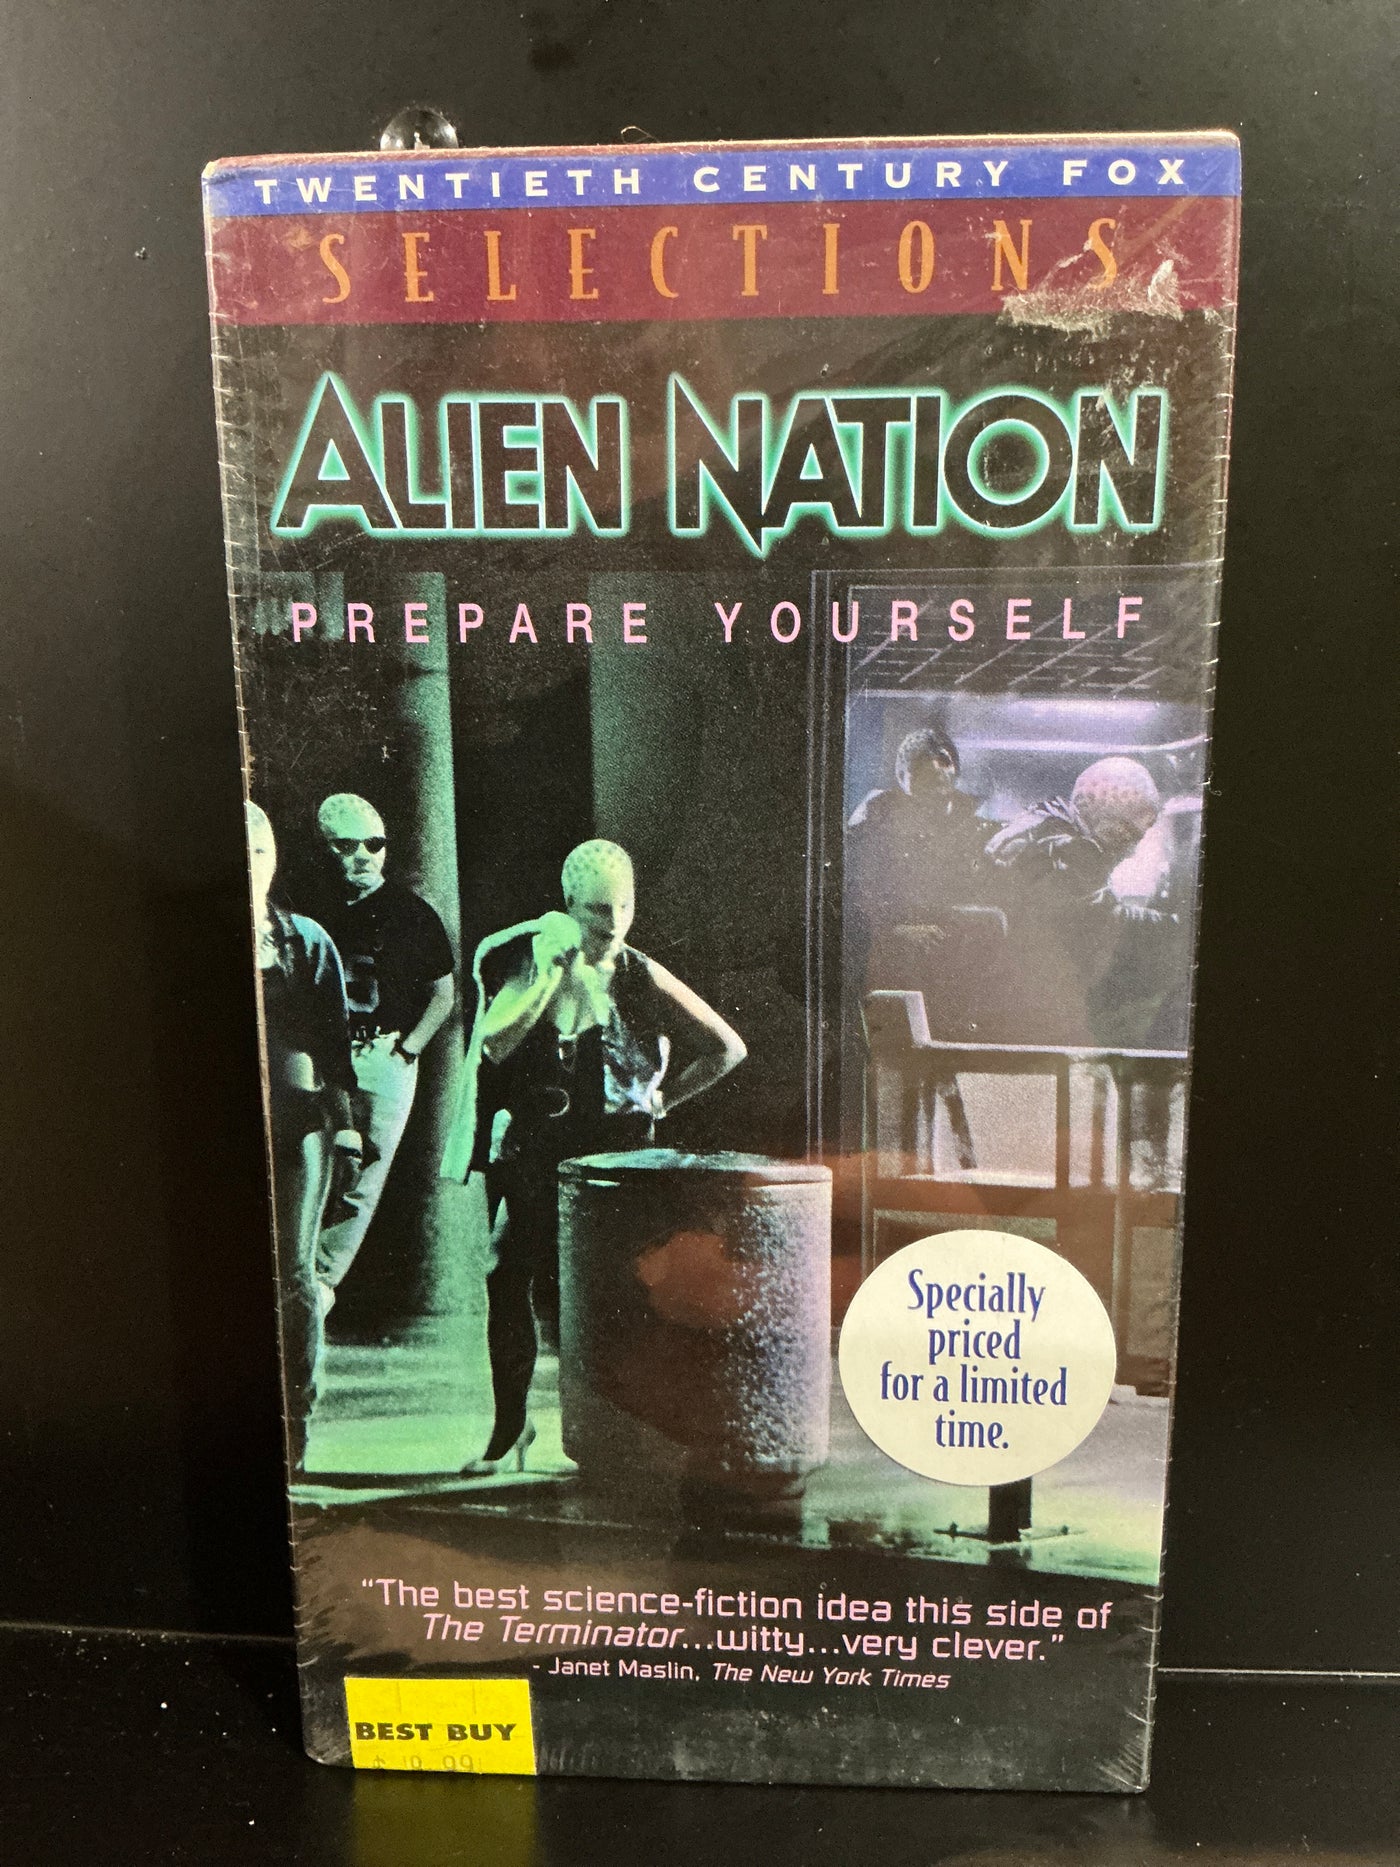 TWENTIETH CENTURY FOX
SELECTIONS
ALIEN NATION
PREPARE YOURSELF
Specially
priced
for a limited
time.
“The best science-fiction idea this side of
The Terminator...witty...very clever.”
- Janet Maslin, The New York Times
BEST BUY